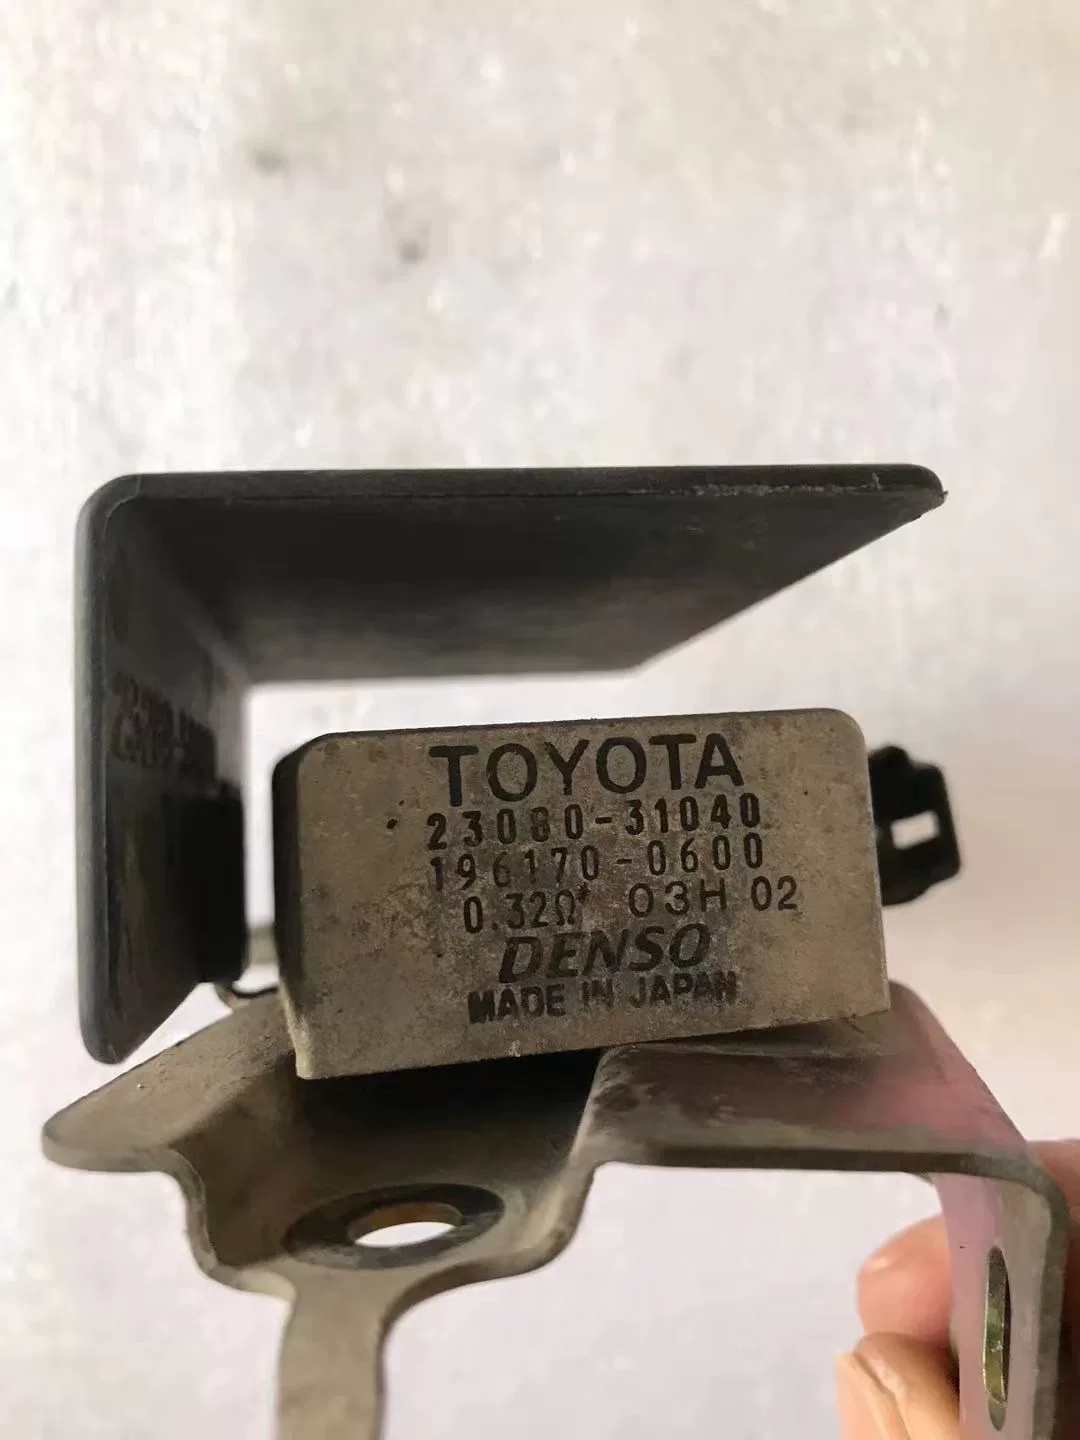 TOYOTA
23080-31040
196170-0600
0.32Ω 03H 02
DENSO
MADE IN JAPAN